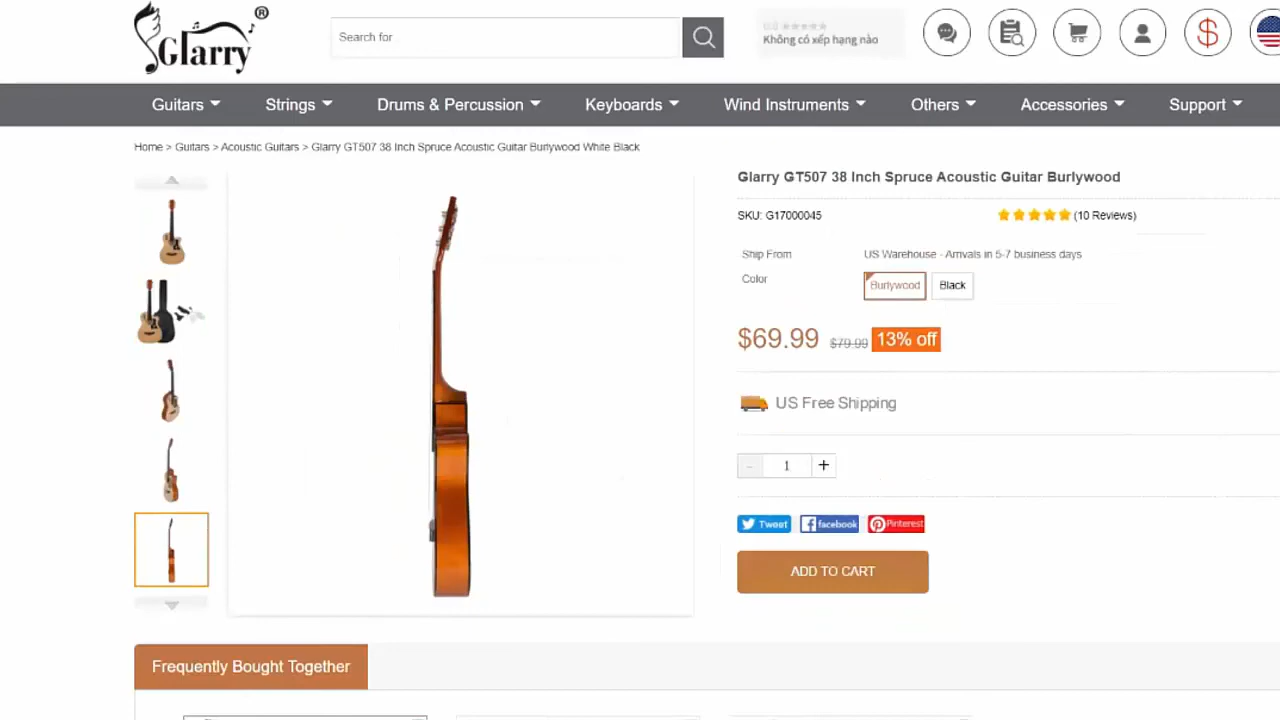 Glarry ®
Search for
0.0
Không có xếp hạng nào
Guitars Strings Drums & Percussion Keyboards Wind Instruments Others Accessories Support
Home > Guitars > Acoustic Guitars > Glarry GT507 38 Inch Spruce Acoustic Guitar Burlywood White Black
Glarry GT507 38 Inch Spruce Acoustic Guitar Burlywood
SKU: G17000045 (10 Reviews)
Ship From US Warehouse - Arrivals in 5-7 business days
Color Burlywood Black
$69.99 $79.99 13% off
US Free Shipping
- 1 +
Tweet facebook Pinterest
ADD TO CART
Frequently Bought Together